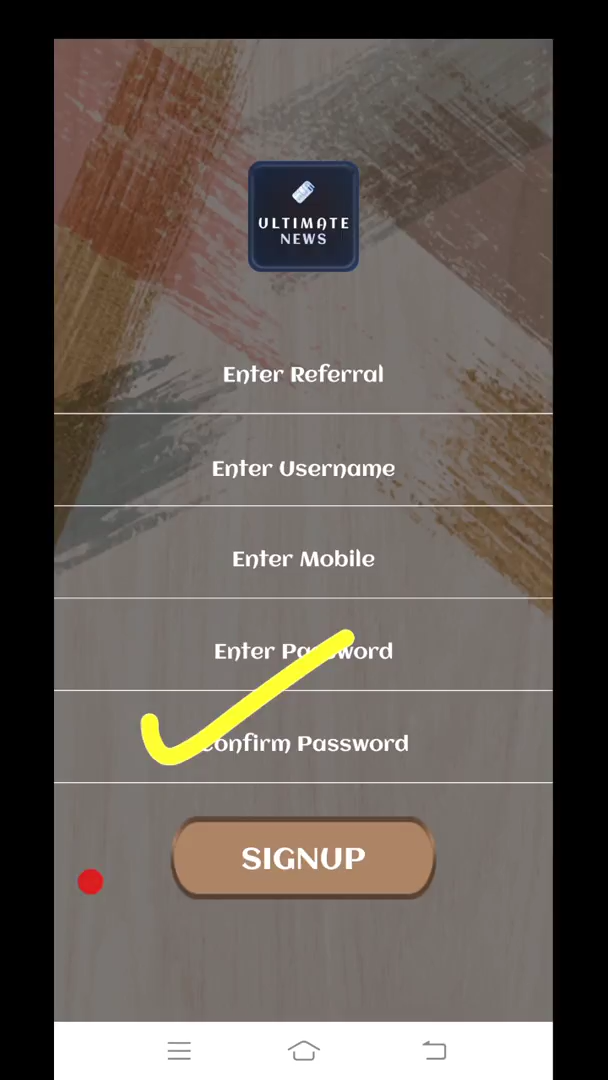 ULTIMATE
NEWS
Enter Referral
Enter Username
Enter Mobile
Enter Password
Confirm Password
SIGNUP